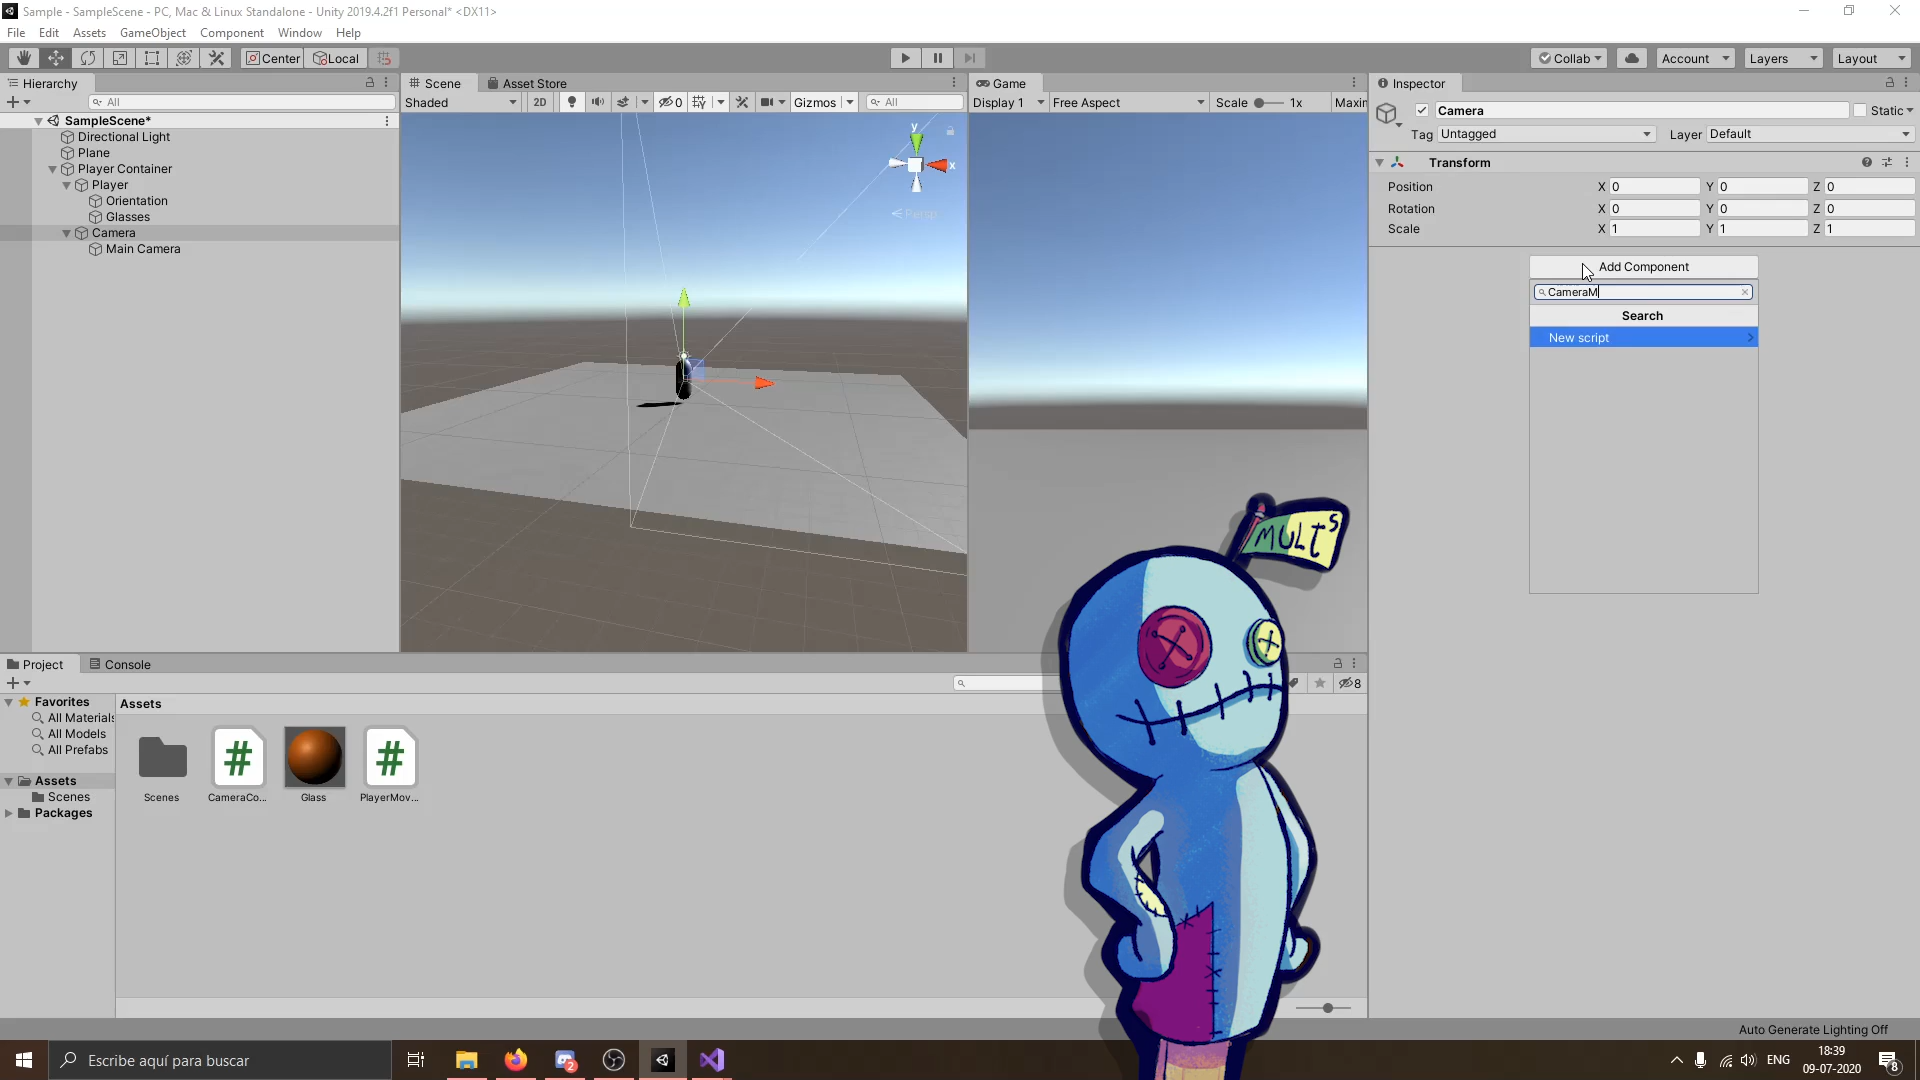 Sample - SampleScene - PC, Mac & Linux Standalone - Unity 2019.4.2f1 Personal* <DX11>
File Edit Assets GameObject Component Window Help
Center Local Collab Account Layers Layout
Hierarchy
All
SampleScene*
Directional Light
Plane
Player Container
Player
Orientation
Glasses
Camera
Main Camera
Scene Asset Store
Shaded 2D 0 Gizmos All
y
x
Persp
Game
Display 1 Free Aspect Scale 1x Maxin
Inspector
Camera Static
Tag Untagged Layer Default
Transform
Position X 0 Y 0 Z 0
Rotation X 0 Y 0 Z 0
Scale X 1 Y 1 Z 1
Add Component
CameraM
Search
New script
MULTS
Project Console
8
Favorites
All Materials
All Models
All Prefabs
Assets
Scenes
Packages
Assets
Scenes CameraCo... Glass PlayerMov...
Auto Generate Lighting Off
Escribe aquí para buscar
2
ENG
18:39
09-07-2020
8